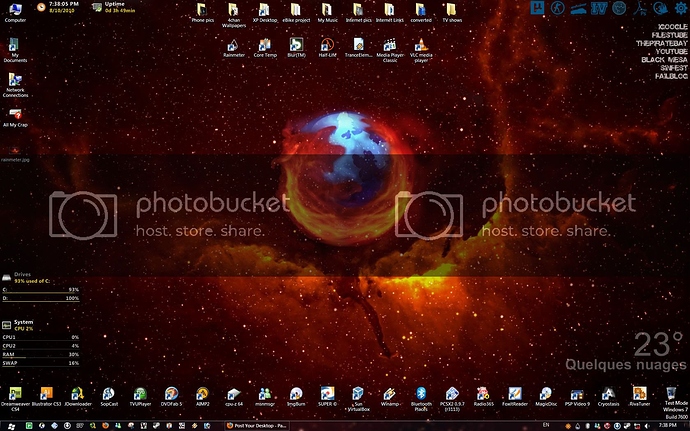 Computer
7:38:05 PM
8/10/2010
Uptime
0d 3h 49min
Phone pics
4chan Wallpapers
XP Desktop
eBike project
My Music
Internet pics
Internet Links
converted
TV shows
Rainmeter
Core Temp
Blur(TM)
Half-Life
TranceElem...
Media Player Classic
VLC media player
IGOOGLE
FILESTUBE
THEPIRATEBAY
YOUTUBE
BLACK MESA
SINFEST
FAILBLOG
My Documents
Network Connections
All My Crap
rainmeter.jpg
photobucket
host. store. share.
photobucket
host. store. share.
Drives
93% used of C:
C: 93%
D: 100%
System
CPU 2%
CPU1 0%
CPU2 4%
RAM 30%
SWAP 16%
23°
Quelques nuages
Dreamweaver CS4
Illustrator CS3
JDownloader
SopCast
TVUPlayer
DVDFab 5
AIMP2
cpu-z 64
msnmsgr
ImgBurn
SUPER ©
Sun VirtualBox
Winamp
Bluetooth Places
PCSX2 0.9.7 (r3113)
Radio365
FoxitReader
MagicDisc
PSP Video 9
Cryostasis
RivaTuner
Test Mode
Windows 7
Build 7600
Post Your Desktop - Pa...
EN
7:38 PM